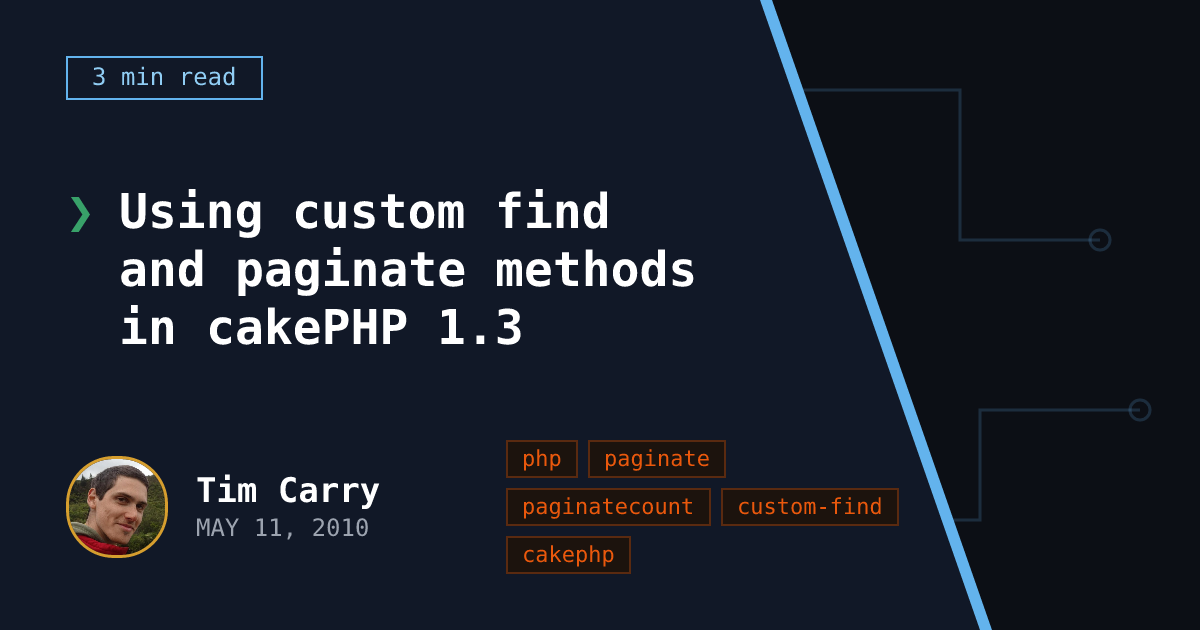 3 min read
❯ Using custom find
and paginate methods
in cakePHP 1.3
Tim Carry
MAY 11, 2010
php paginate
paginatecount custom-find
cakephp